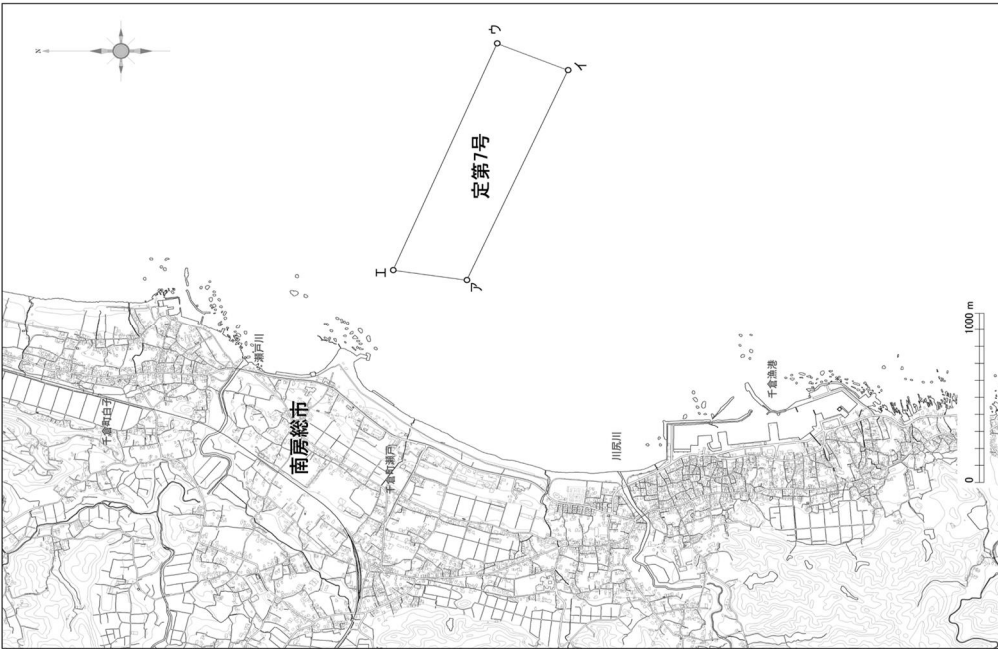 N
ウ
イ
定第7号
エ
ア
瀬戸川
千倉町白子
南房総市
千倉町瀬戸
川尻川
千倉漁港
0 1000 m